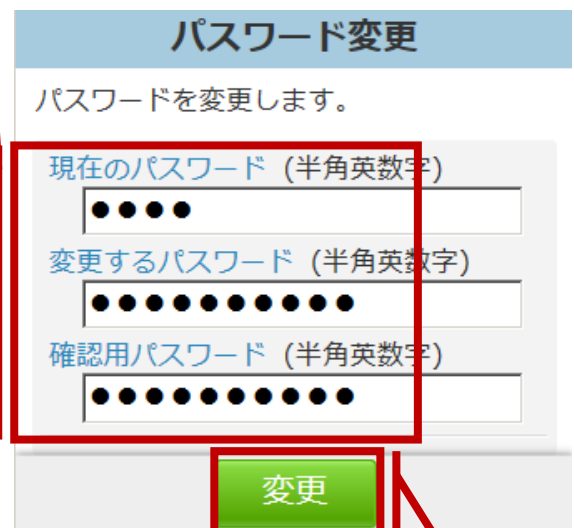 パスワード変更
パスワードを変更します。
現在のパスワード (半角英数字)
●●●●
変更するパスワード (半角英数字)
●●●●●●●●●●
確認用パスワード (半角英数字)
●●●●●●●●●●
変更